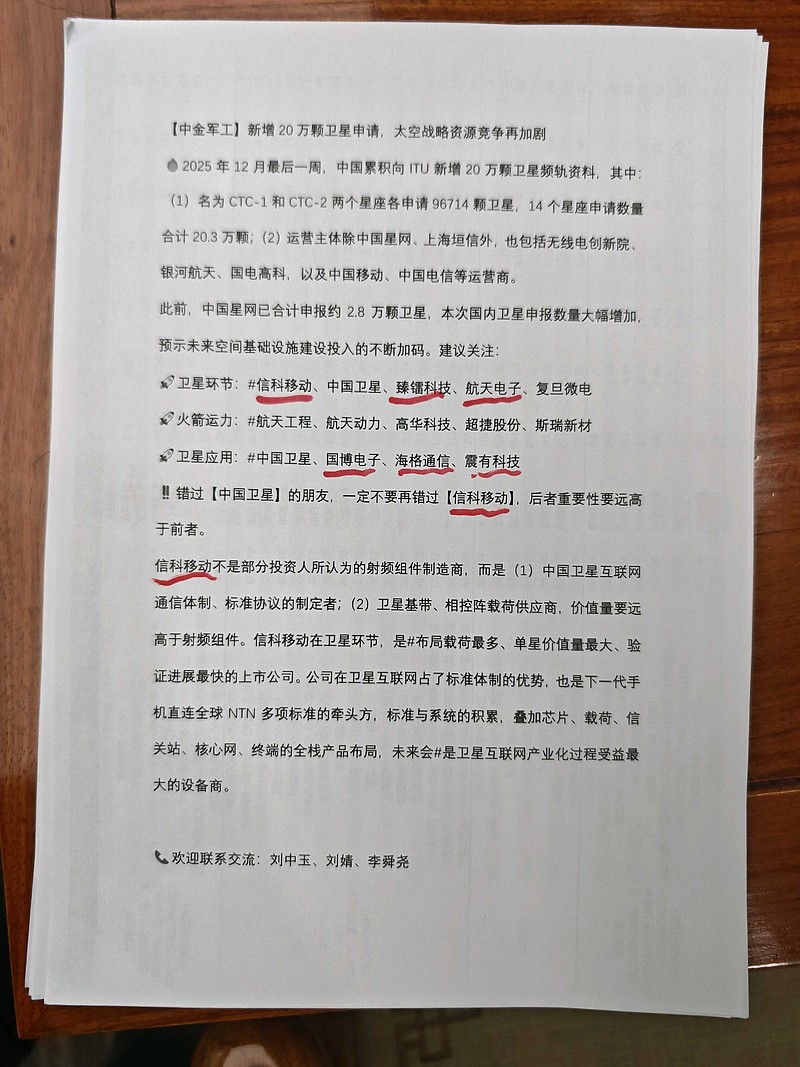 【中金军工】新增 20 万颗卫星申请，太空战略资源竞争再加剧
🔥2025 年 12 月最后一周，中国累积向 ITU 新增 20 万颗卫星频轨资料，其中：
（1）名为 CTC-1 和 CTC-2 两个星座各申请 96714 颗卫星，14 个星座申请数量
合计 20.3 万颗；（2）运营主体除中国星网、上海垣信外，也包括无线电创新院、
银河航天、国电高科，以及中国移动、中国电信等运营商。
此前，中国星网已合计申报约 2.8 万颗卫星，本次国内卫星申报数量大幅增加，
预示未来空间基础设施建设投入的不断加码。建议关注：
🚀卫星环节：#信科移动、中国卫星、臻镭科技、航天电子、复旦微电
🚀火箭运力：#航天工程、航天动力、高华科技、超捷股份、斯瑞新材
🚀卫星应用：#中国卫星、国博电子、海格通信、震有科技
‼️错过【中国卫星】的朋友，一定不要再错过【信科移动】，后者重要性要远高
于前者。
信科移动不是部分投资人所认为的射频组件制造商，而是（1）中国卫星互联网
通信体制、标准协议的制定者；（2）卫星基带、相控阵载荷供应商，价值量要远
高于射频组件。信科移动在卫星环节，是#布局载荷最多、单星价值量最大、验
证进展最快的上市公司。公司在卫星互联网占了标准体制的优势，也是下一代手
机直连全球 NTN 多项标准的牵头方，标准与系统的积累，叠加芯片、载荷、信
关站、核心网、终端的全栈产品布局，未来会#是卫星互联网产业化过程受益最
大的设备商。
📞欢迎联系交流：刘中玉、刘婧、李舜尧